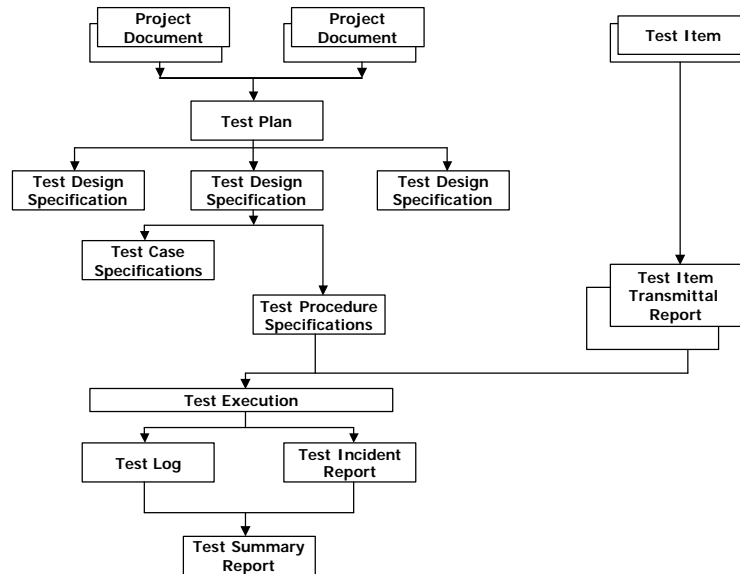 Project
Document
Project
Document
Test Item
Test Plan
Test Design
Specification
Test Design
Specification
Test Design
Specification
Test Case
Specifications
Test Item
Transmittal
Report
Test Procedure
Specifications
Test Execution
Test Log
Test Incident
Report
Test Summary
Report